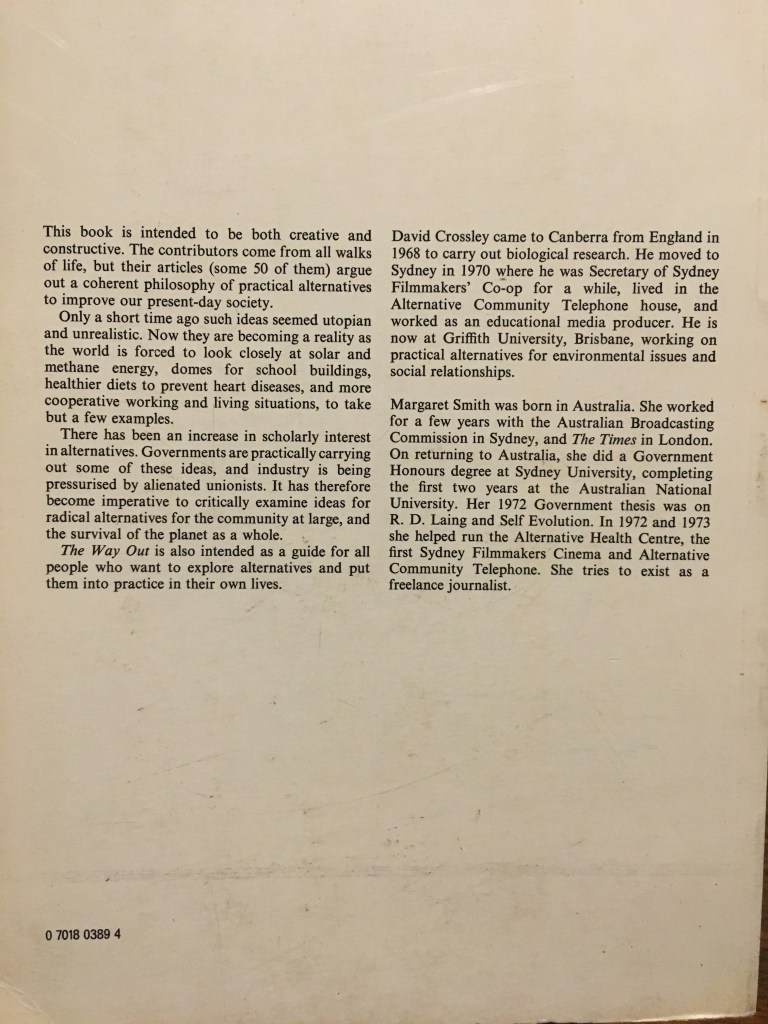 This book is intended to be both creative and
constructive. The contributors come from all walks
of life, but their articles (some 50 of them) argue
out a coherent philosophy of practical alternatives
to improve our present-day society.
Only a short time ago such ideas seemed utopian
and unrealistic. Now they are becoming a reality as
the world is forced to look closely at solar and
methane energy, domes for school buildings,
healthier diets to prevent heart diseases, and more
cooperative working and living situations, to take
but a few examples.
There has been an increase in scholarly interest
in alternatives. Governments are practically carrying
out some of these ideas, and industry is being
pressurised by alienated unionists. It has therefore
become imperative to critically examine ideas for
radical alternatives for the community at large, and
the survival of the planet as a whole.
The Way Out is also intended as a guide for all
people who want to explore alternatives and put
them into practice in their own lives.
David Crossley came to Canberra from England in
1968 to carry out biological research. He moved to
Sydney in 1970 where he was Secretary of Sydney
Filmmakers' Co-op for a while, lived in the
Alternative Community Telephone house, and
worked as an educational media producer. He is
now at Griffith University, Brisbane, working on
practical alternatives for environmental issues and
social relationships.
Margaret Smith was born in Australia. She worked
for a few years with the Australian Broadcasting
Commission in Sydney, and The Times in London.
On returning to Australia, she did a Government
Honours degree at Sydney University, completing
the first two years at the Australian National
University. Her 1972 Government thesis was on
R. D. Laing and Self Evolution. In 1972 and 1973
she helped run the Alternative Health Centre, the
first Sydney Filmmakers Cinema and Alternative
Community Telephone. She tries to exist as a
freelance journalist.
0 7018 0389 4